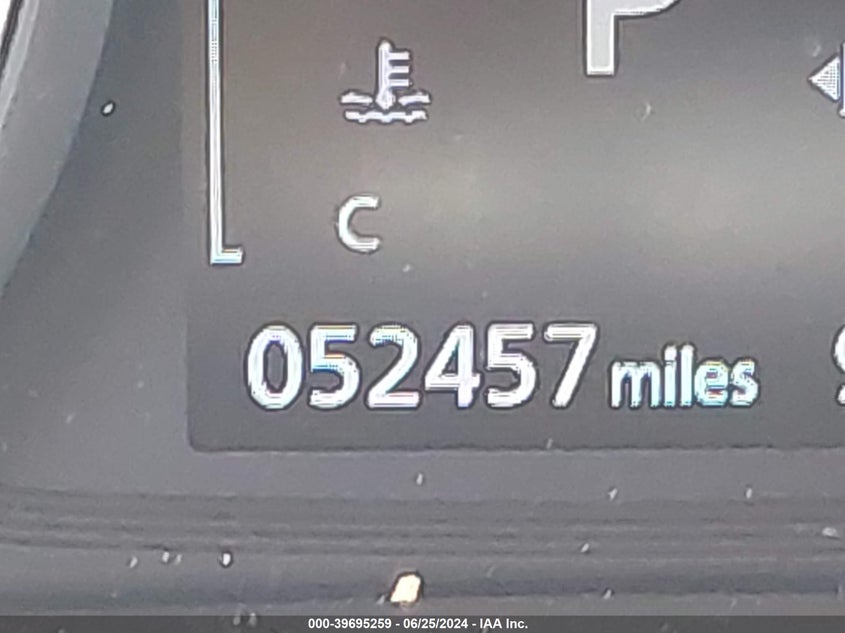 P
C
052457 miles
000-39695259 - 06/25/2024 - IAA Inc.